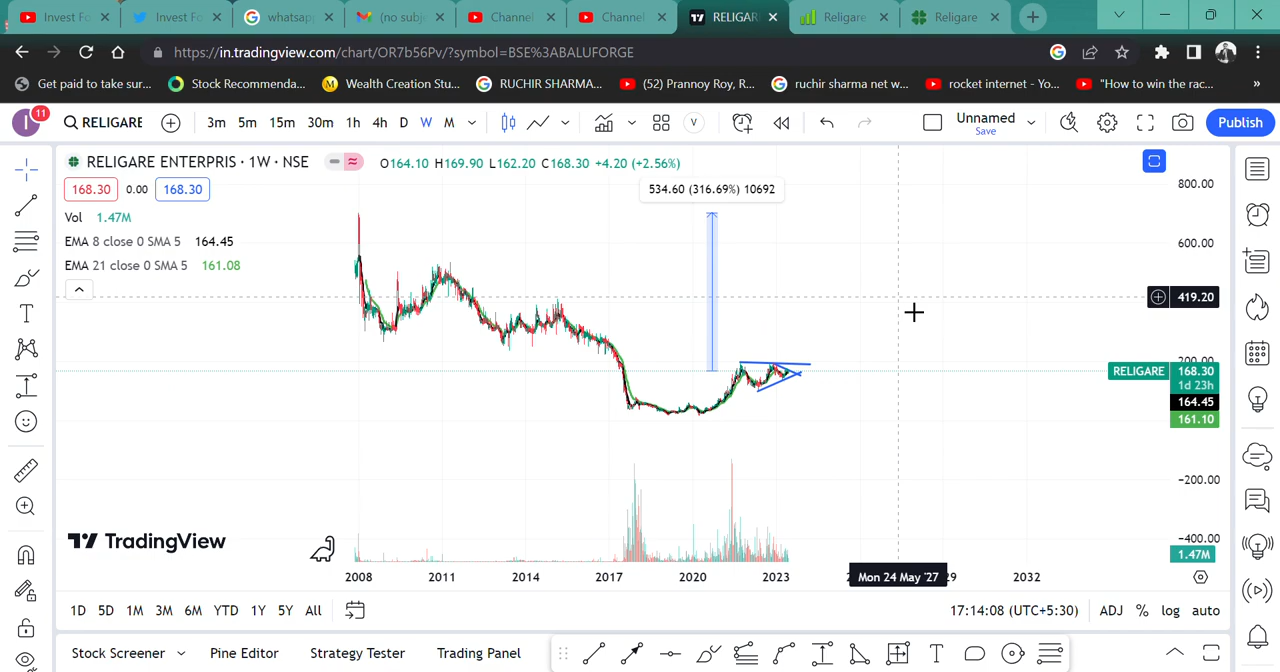 Invest Fo
Invest Fo
whatsap
(no subj
Channel
Channel
RELIGAR
Religare
Religare
https://in.tradingview.com/chart/OR7b56Pv/?symbol=BSE%3ABALUFORGE
Get paid to take sur...
Stock Recommenda...
Wealth Creation Stu...
RUCHIR SHARMA...
(52) Prannoy Roy, R...
ruchir sharma net w...
rocket internet - Yo...
"How to win the rac...
»
I
11
RELIGARE
3m 5m 15m 30m 1h 4h D W M
V
Unnamed
Save
Publish
RELIGARE ENTERPRIS · 1W · NSE
O164.10 H169.90 L162.20 C168.30 +4.20 (+2.56%)
168.30 0.00 168.30
534.60 (316.69%) 10692
Vol 1.47M
EMA 8 close 0 SMA 5 164.45
EMA 21 close 0 SMA 5 161.08
800.00
600.00
419.20
200.00
RELIGARE 168.30
1d 23h
164.45
161.10
−200.00
−400.00
1.47M
TradingView
2008 2011 2014 2017 2020 2023 Mon 24 May '27 2032
1D 5D 1M 3M 6M YTD 1Y 5Y All
17:14:08 (UTC+5:30) ADJ % log auto
Stock Screener Pine Editor Strategy Tester Trading Panel